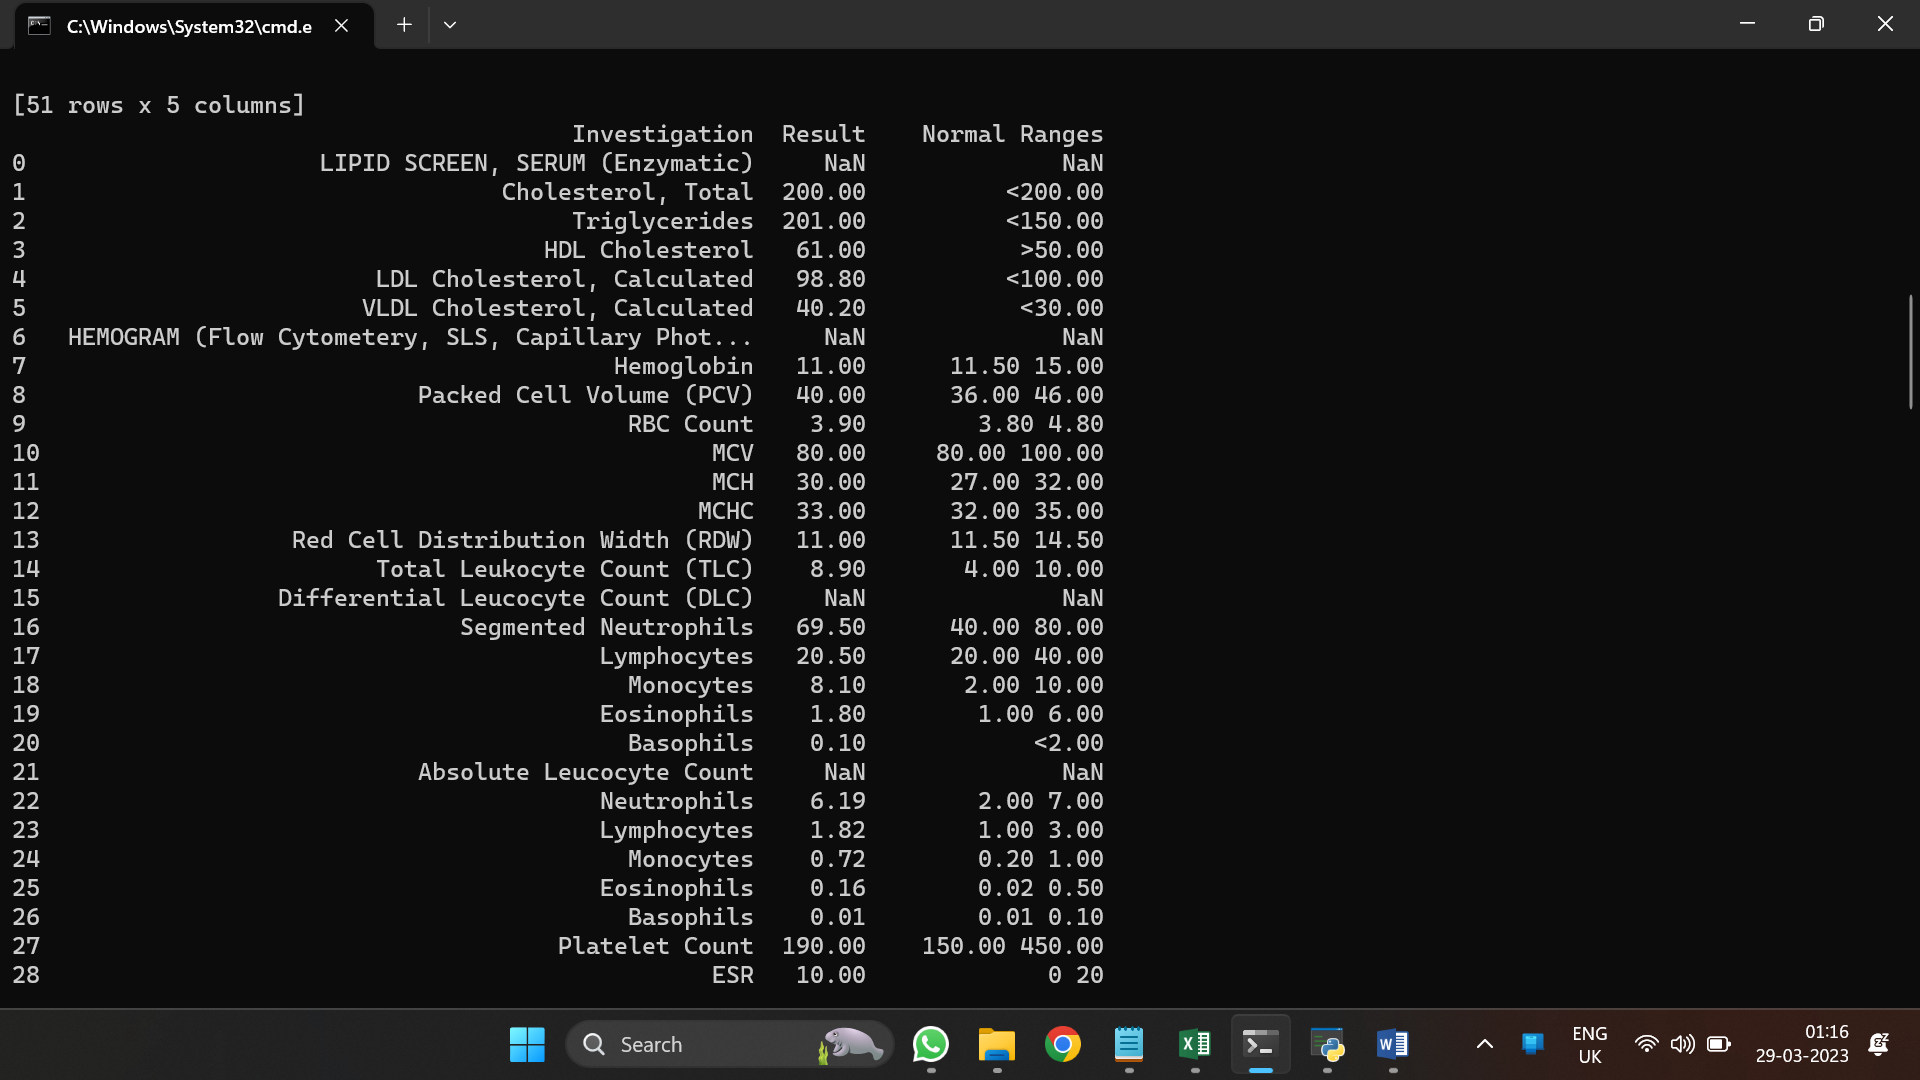 C:\Windows\System32\cmd.e
[51 rows x 5 columns]
Investigation Result Normal Ranges
0 LIPID SCREEN, SERUM (Enzymatic) NaN NaN
1 Cholesterol, Total 200.00 <200.00
2 Triglycerides 201.00 <150.00
3 HDL Cholesterol 61.00 >50.00
4 LDL Cholesterol, Calculated 98.80 <100.00
5 VLDL Cholesterol, Calculated 40.20 <30.00
6 HEMOGRAM (Flow Cytometery, SLS, Capillary Phot... NaN NaN
7 Hemoglobin 11.00 11.50 15.00
8 Packed Cell Volume (PCV) 40.00 36.00 46.00
9 RBC Count 3.90 3.80 4.80
10 MCV 80.00 80.00 100.00
11 MCH 30.00 27.00 32.00
12 MCHC 33.00 32.00 35.00
13 Red Cell Distribution Width (RDW) 11.00 11.50 14.50
14 Total Leukocyte Count (TLC) 8.90 4.00 10.00
15 Differential Leucocyte Count (DLC) NaN NaN
16 Segmented Neutrophils 69.50 40.00 80.00
17 Lymphocytes 20.50 20.00 40.00
18 Monocytes 8.10 2.00 10.00
19 Eosinophils 1.80 1.00 6.00
20 Basophils 0.10 <2.00
21 Absolute Leucocyte Count NaN NaN
22 Neutrophils 6.19 2.00 7.00
23 Lymphocytes 1.82 1.00 3.00
24 Monocytes 0.72 0.20 1.00
25 Eosinophils 0.16 0.02 0.50
26 Basophils 0.01 0.01 0.10
27 Platelet Count 190.00 150.00 450.00
28 ESR 10.00 0 20
Search
ENG
UK
01:16
29-03-2023